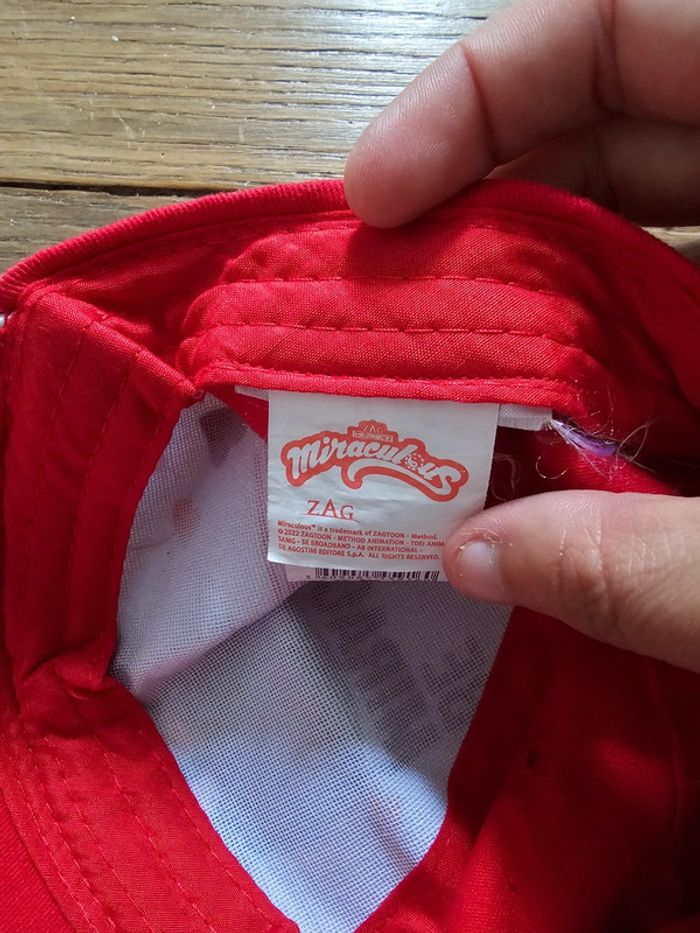 ZAG
Miraculous
ZAG
Miraculous™ is a trademark of ZAGTOON - Method.
© 2022 ZAGTOON - METHOD ANIMATION - TOEI ANIM
SAMG - SK BROADBAND - AB INTERNATIONAL -
DE AGOSTINI EDITORE S.p.A. ALL RIGHTS RESERVED.